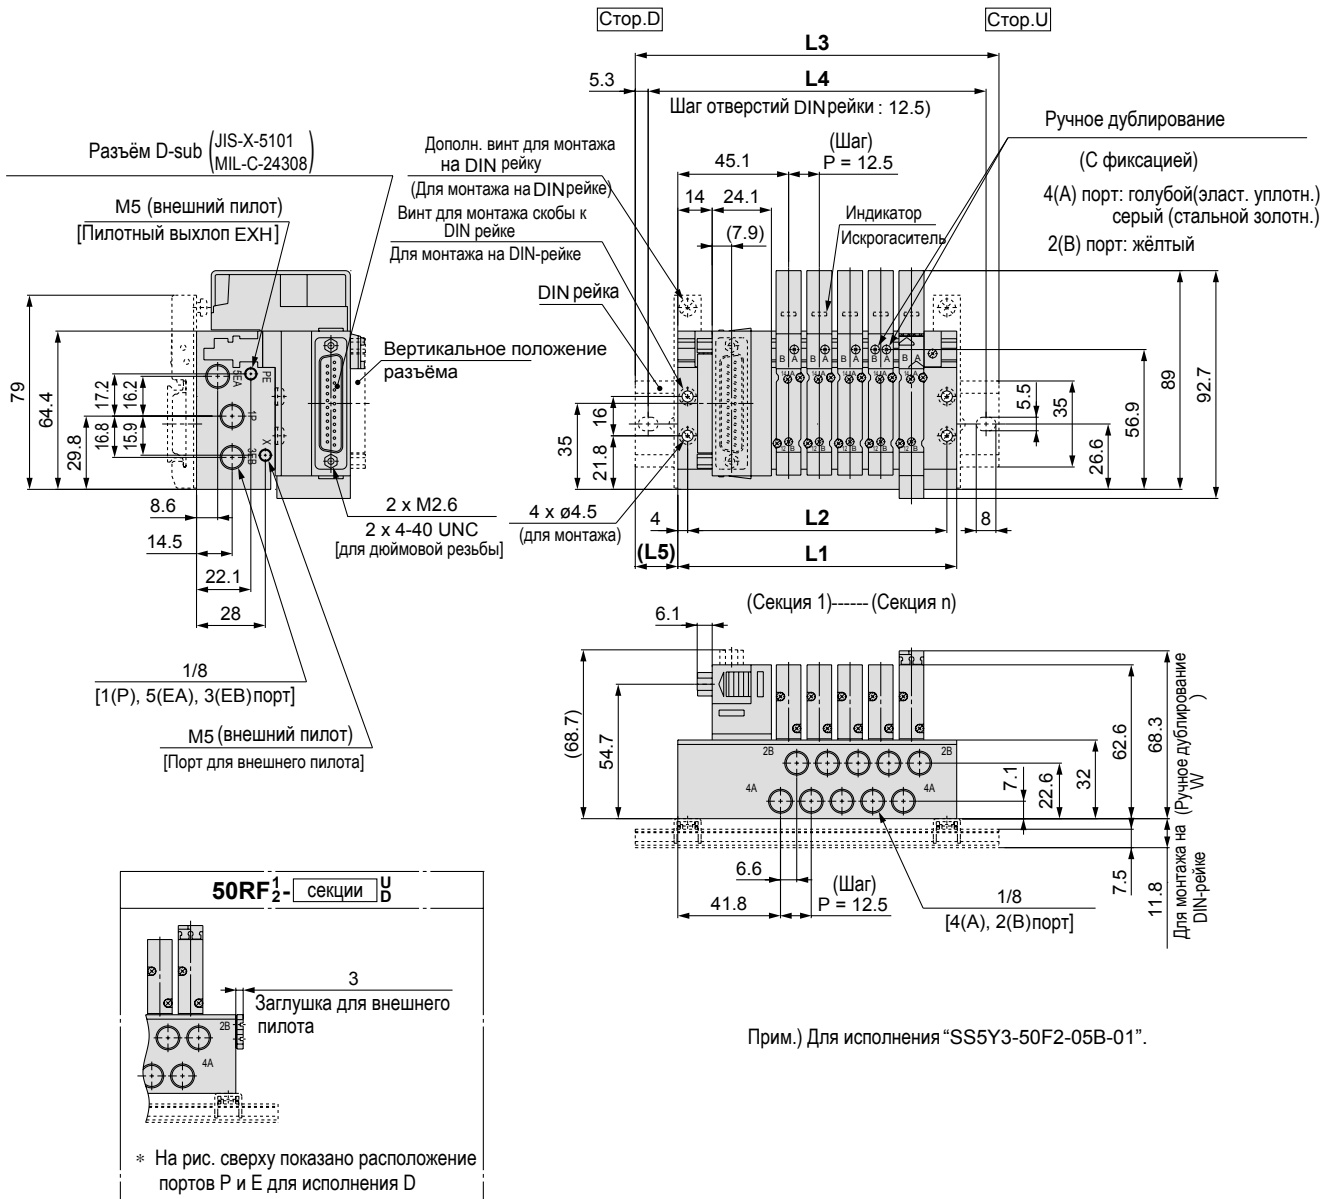 Стор.D
Стор.U
L3
5.3
L4
Шаг отверстий DIN рейки : 12.5)
Ручное дублирование
(С фиксацией)
4(A) порт: голубой(эласт. уплотн.)
серый (стальной золотн.)
2(B) порт: жёлтый
Разъём D-sub (JIS-X-5101
MIL-C-24308)
Дополн. винт для монтажа
на DIN рейку
(Для монтажа на DIN рейке)
45.1
(Шаг)
P = 12.5
14
24.1
(7.9)
M5 (внешний пилот)
[Пилотный выхлоп EXH]
Винт для монтажа скобы к
DIN рейке
Для монтажа на DIN-рейке
Индикатор
Искрогаситель
DIN рейка
Вертикальное положение
разъёма
79
64.4
29.8
17.2
16.2
16.8
15.9
5EA
PE
1P
X
3EB
8.6
14.5
22.1
28
2 x M2.6
2 x 4-40 UNC
[для дюймовой резьбы]
35
16
21.8
4 x ø4.5
(для монтажа)
B A
B A
B A
B A
B A
5.5
35
26.6
56.9
89
92.7
4
L2
8
(L5)
L1
1/8
[1(P), 5(EA), 3(EB) порт]
M5 (внешний пилот)
[Порт для внешнего пилота]
(Секция 1)------ (Секция n)
6.1
(68.7)
54.7
2B
2B
4A
4A
7.1
22.6
32
62.6
68.3
(Ручное дублирование
W )
7.5
11.8
Для монтажа на
DIN-рейке
6.6
41.8
(Шаг)
P = 12.5
1/8
[4(A), 2(B) порт]
50RF1/2- секции U/D
3
Заглушка для внешнего
пилота
2B
4A
* На рис. сверху показано расположение
портов P и E для исполнения D
Прим.) Для исполнения “SS5Y3-50F2-05B-01”.